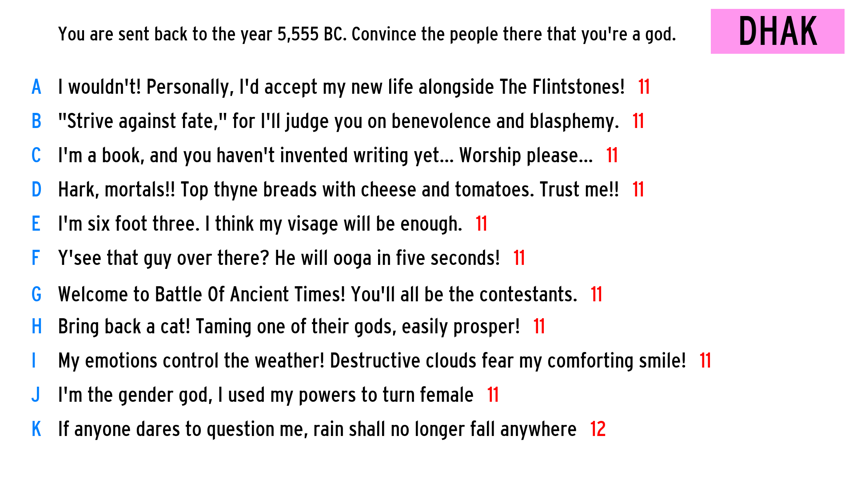 You are sent back to the year 5,555 BC. Convince the people there that you're a god.
DHAK
A I wouldn't! Personally, I'd accept my new life alongside The Flintstones! 11
B "Strive against fate," for I'll judge you on benevolence and blasphemy. 11
C I'm a book, and you haven't invented writing yet... Worship please... 11
D Hark, mortals!! Top thyne breads with cheese and tomatoes. Trust me!! 11
E I'm six foot three. I think my visage will be enough. 11
F Y'see that guy over there? He will ooga in five seconds! 11
G Welcome to Battle Of Ancient Times! You'll all be the contestants. 11
H Bring back a cat! Taming one of their gods, easily prosper! 11
I My emotions control the weather! Destructive clouds fear my comforting smile! 11
J I'm the gender god, I used my powers to turn female 11
K If anyone dares to question me, rain shall no longer fall anywhere 12